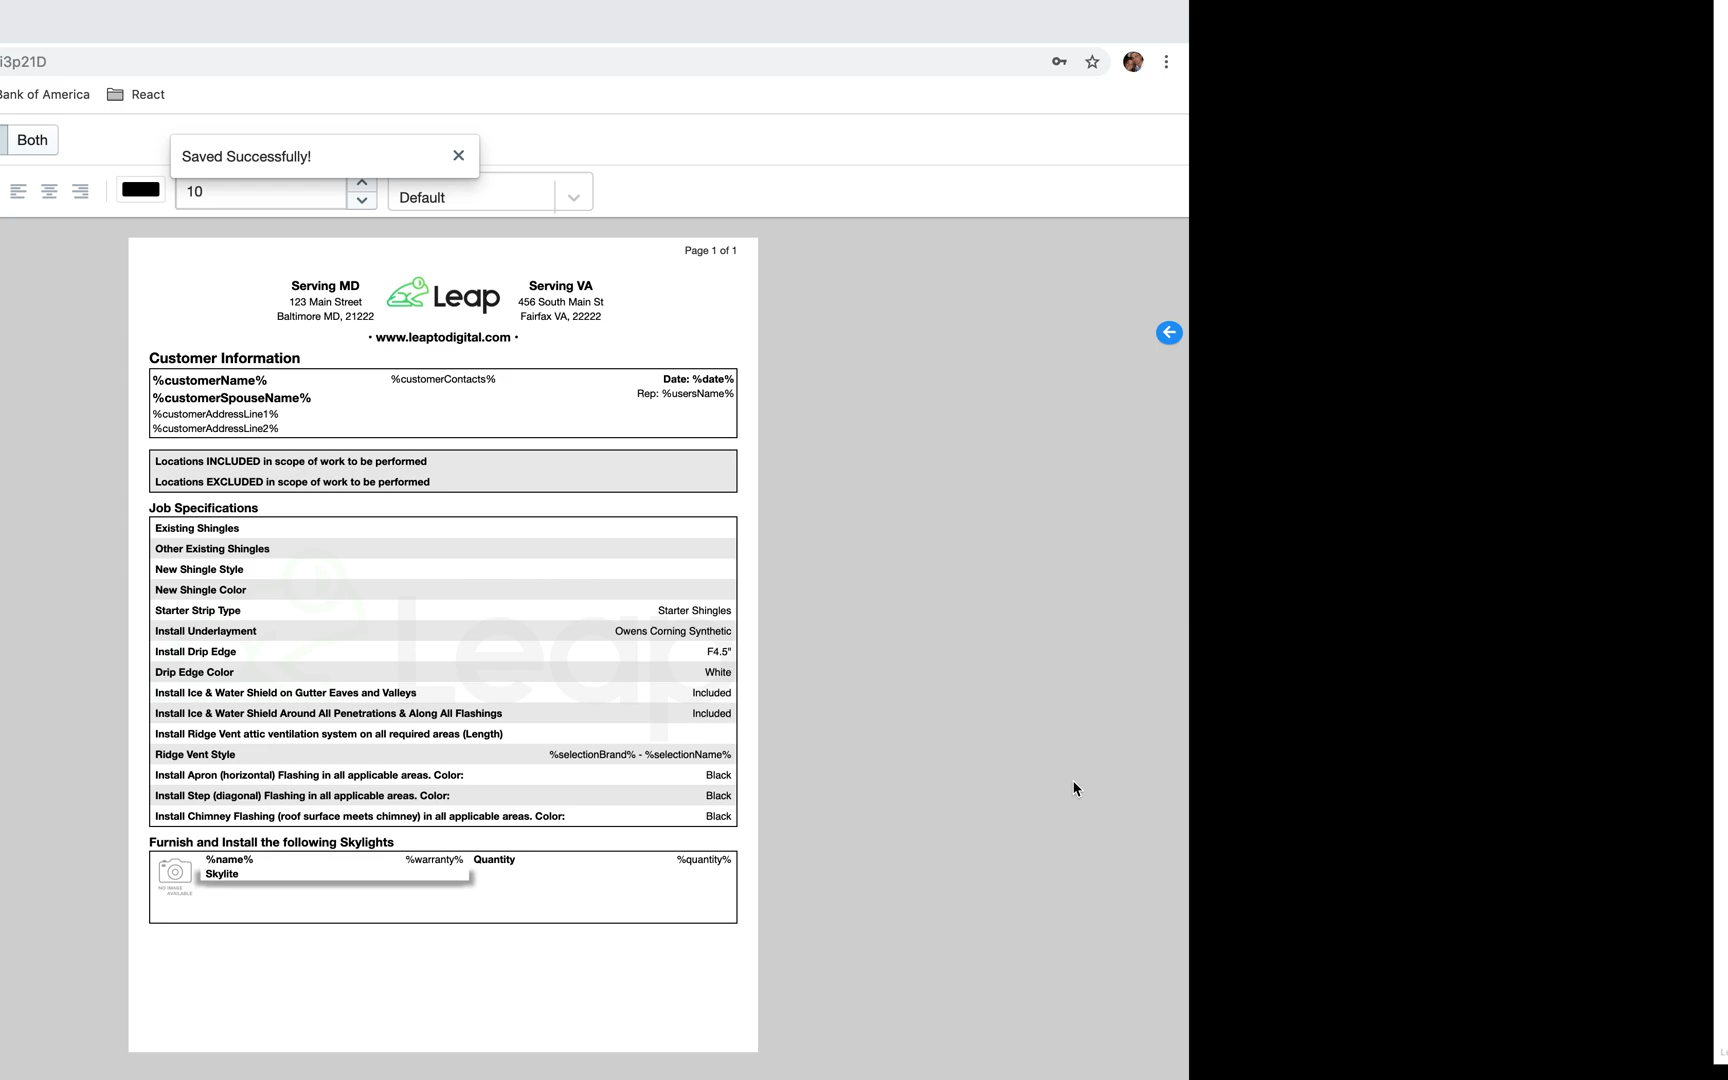 i3p21D
Bank of America
React
Both
Saved Successfully!
10
Default
Page 1 of 1
Serving MD
123 Main Street
Baltimore MD, 21222
Leap
Serving VA
456 South Main St
Fairfax VA, 22222
· www.leaptodigital.com ·
Customer Information
%customerName%
%customerContacts%
Date: %date%
%customerSpouseName%
Rep: %usersName%
%customerAddressLine1%
%customerAddressLine2%
Locations INCLUDED in scope of work to be performed
Locations EXCLUDED in scope of work to be performed
Job Specifications
Existing Shingles
Other Existing Shingles
New Shingle Style
New Shingle Color
Starter Strip Type Starter Shingles
Install Underlayment Owens Corning Synthetic
Install Drip Edge F4.5"
Drip Edge Color White
Install Ice & Water Shield on Gutter Eaves and Valleys Included
Install Ice & Water Shield Around All Penetrations & Along All Flashings Included
Install Ridge Vent attic ventilation system on all required areas (Length)
Ridge Vent Style %selectionBrand% - %selectionName%
Install Apron (horizontal) Flashing in all applicable areas. Color: Black
Install Step (diagonal) Flashing in all applicable areas. Color: Black
Install Chimney Flashing (roof surface meets chimney) in all applicable areas. Color: Black
Leap
Furnish and Install the following Skylights
%name% %warranty% Quantity %quantity%
Skylite
NO IMAGE
AVAILABLE